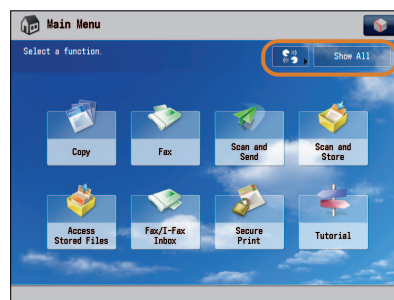 Main Menu
Select a function.
Show All
Copy
Fax
Scan and
Send
Scan and
Store
Access
Stored Files
Fax/I-Fax
Inbox
Secure
Print
Tutorial